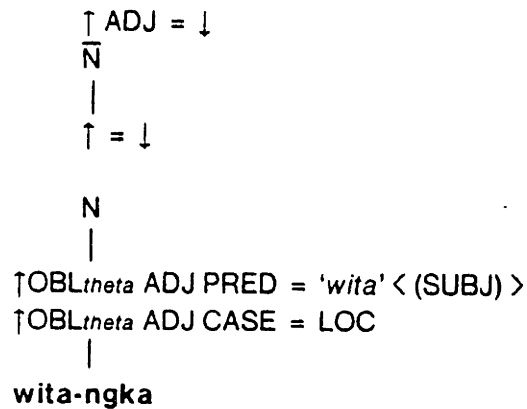 ↑ ADJ = ↓
N̅
↑ = ↓
N
↑OBLtheta ADJ PRED = 'wita' < (SUBJ) >
↑OBLtheta ADJ CASE = LOC
wita-ngka